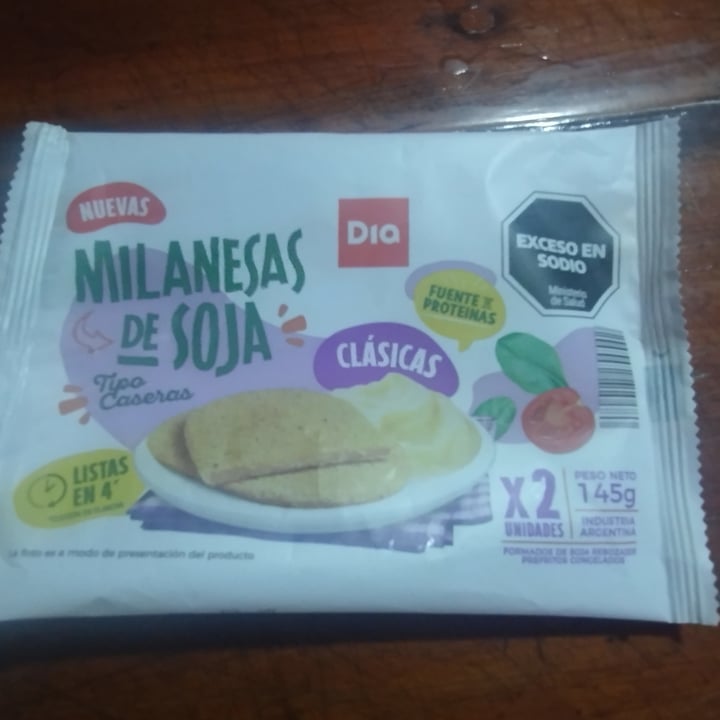 NUEVAS
MILANESAS
DE SOJA
Tipo
Caseras
Dia
EXCESO EN
SODIO
Ministerio
de Salud
FUENTE
PROTEÍNAS
CLÁSICAS
LISTAS
EN 4'
X2
UNIDADES
PESO NETO
145g
INDUSTRIA
ARGENTINA
FORMADOS DE SOJA REBOZADOS
PREFRITOS CONGELADOS
La foto es a modo de presentación del producto